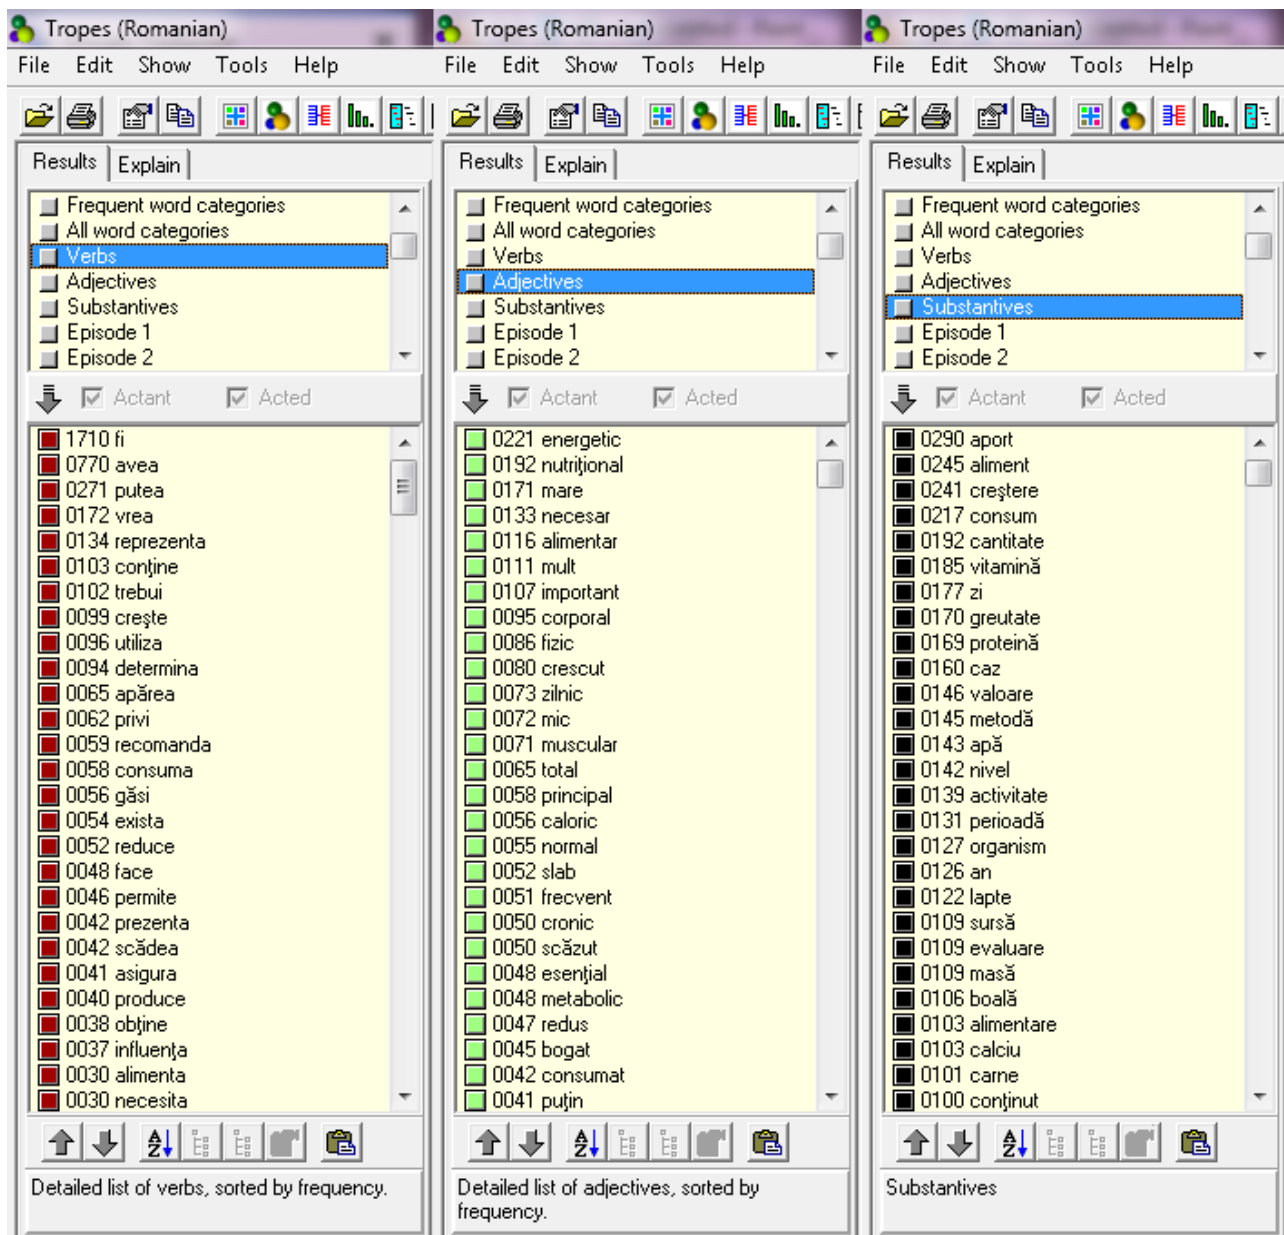 Tropes (Romanian)
File Edit Show Tools Help
Results Explain
Frequent word categories
All word categories
Verbs
Adjectives
Substantives
Episode 1
Episode 2
Actant Acted
1710 fi
0770 avea
0271 putea
0172 vrea
0134 reprezenta
0103 conţine
0102 trebui
0099 creşte
0096 utiliza
0094 determina
0065 apărea
0062 privi
0059 recomanda
0058 consuma
0056 găsi
0054 exista
0052 reduce
0048 face
0046 permite
0042 prezenta
0042 scădea
0041 asigura
0040 produce
0038 obţine
0037 influenţa
0030 alimenta
0030 necesita
Detailed list of verbs, sorted by frequency.
Tropes (Romanian)
File Edit Show Tools Help
Results Explain
Frequent word categories
All word categories
Verbs
Adjectives
Substantives
Episode 1
Episode 2
Actant Acted
0221 energetic
0192 nutriţional
0171 mare
0133 necesar
0116 alimentar
0111 mult
0107 important
0095 corporal
0086 fizic
0080 crescut
0073 zilnic
0072 mic
0071 muscular
0065 total
0058 principal
0056 caloric
0055 normal
0052 slab
0051 frecvent
0050 cronic
0050 scăzut
0048 esenţial
0048 metabolic
0047 redus
0045 bogat
0042 consumat
0041 puţin
Detailed list of adjectives, sorted by
frequency.
Tropes (Romanian)
File Edit Show Tools Help
Results Explain
Frequent word categories
All word categories
Verbs
Adjectives
Substantives
Episode 1
Episode 2
Actant Acted
0290 aport
0245 aliment
0241 creştere
0217 consum
0192 cantitate
0185 vitamină
0177 zi
0170 greutate
0169 proteină
0160 caz
0146 valoare
0145 metodă
0143 apă
0142 nivel
0139 activitate
0131 perioadă
0127 organism
0126 an
0122 lapte
0109 sursă
0109 evaluare
0109 masă
0106 boală
0103 alimentare
0103 calciu
0101 carne
0100 conţinut
Substantives